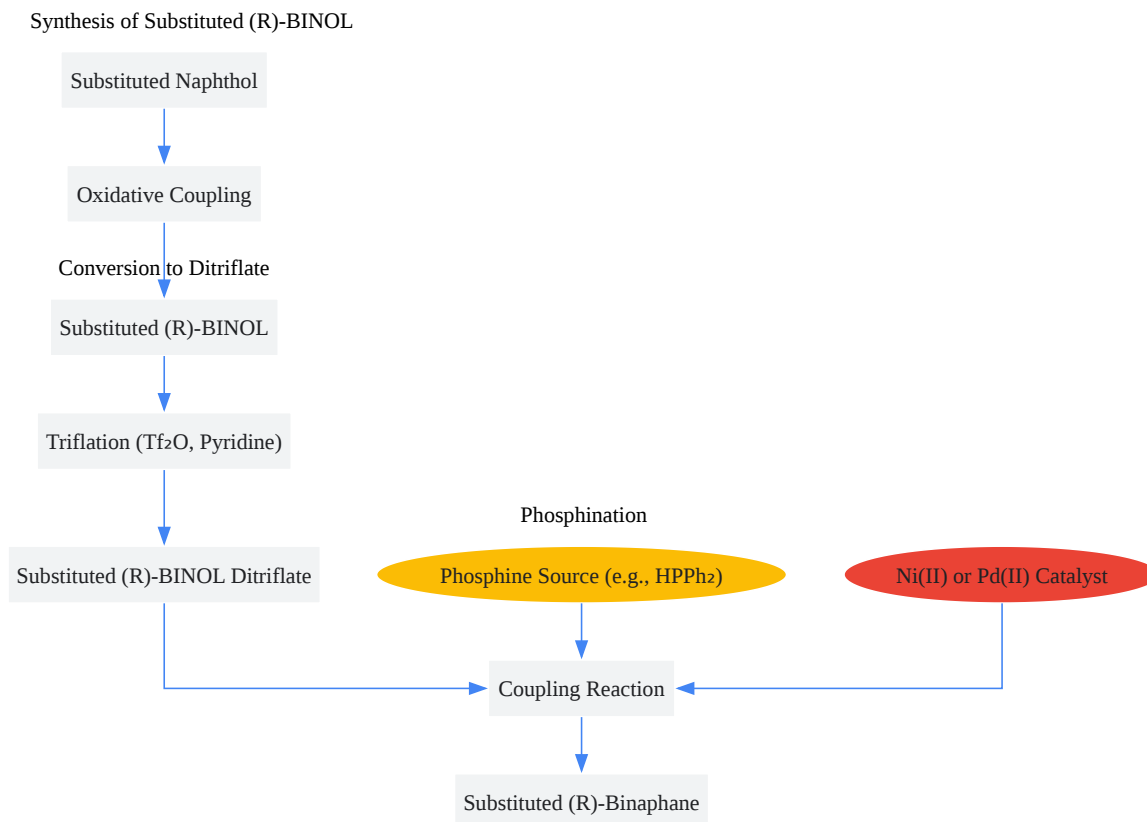 Synthesis of Substituted (R)-BINOL
Substituted Naphthol
Oxidative Coupling
Conversion to Ditriflate
Substituted (R)-BINOL
Triflation (Tf₂O, Pyridine)
Phosphination
Substituted (R)-BINOL Ditriflate
Phosphine Source (e.g., HPPh₂)
Ni(II) or Pd(II) Catalyst
Coupling Reaction
Substituted (R)-Binaphane